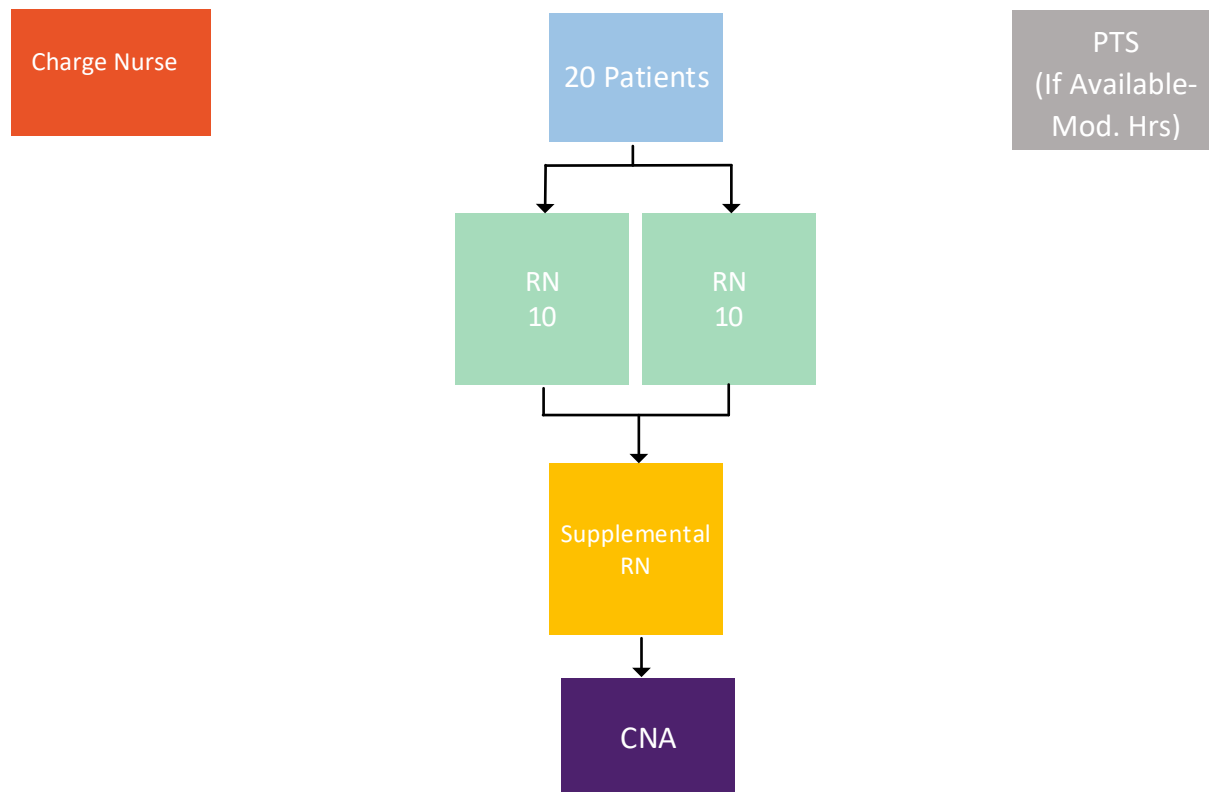 Charge Nurse
20 Patients
PTS
(If Available-
Mod. Hrs)
RN
10
RN
10
Supplemental
RN
CNA